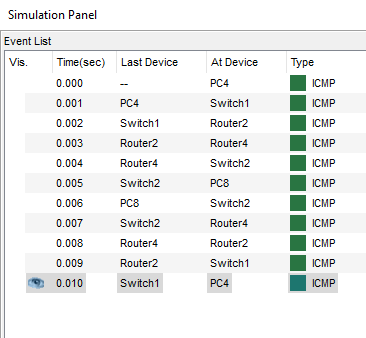 Simulation Panel
Event List
Vis. Time(sec) Last Device At Device Type
0.000 -- PC4 ICMP
0.001 PC4 Switch1 ICMP
0.002 Switch1 Router2 ICMP
0.003 Router2 Router4 ICMP
0.004 Router4 Switch2 ICMP
0.005 Switch2 PC8 ICMP
0.006 PC8 Switch2 ICMP
0.007 Switch2 Router4 ICMP
0.008 Router4 Router2 ICMP
0.009 Router2 Switch1 ICMP
0.010 Switch1 PC4 ICMP